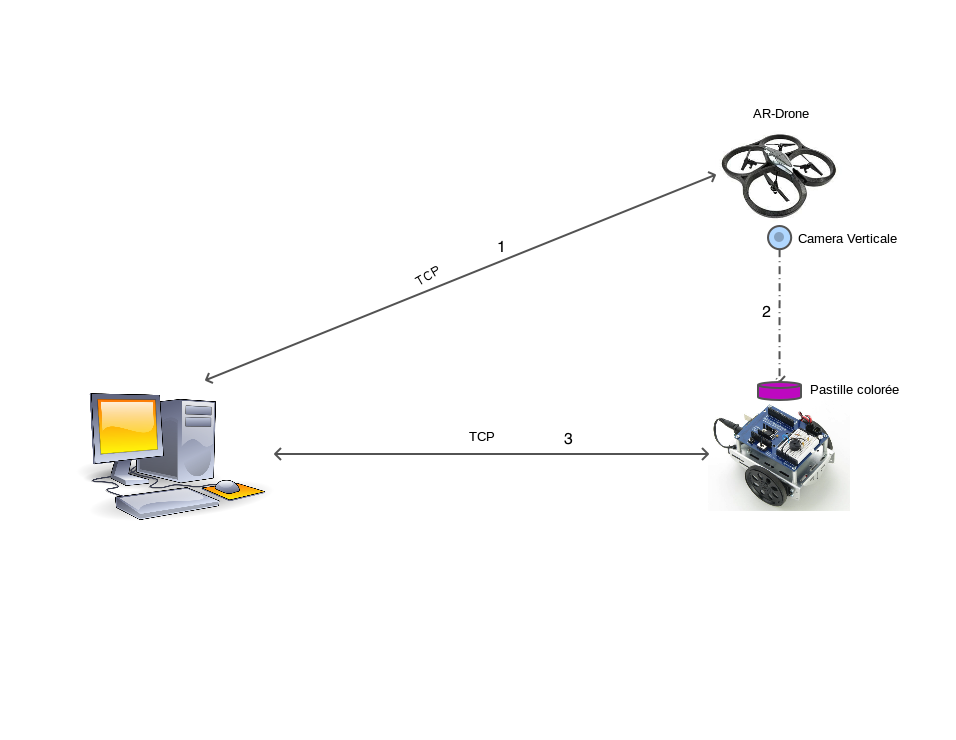 AR-Drone
Camera Verticale
1
TCP
2
Pastille colorée
TCP
3